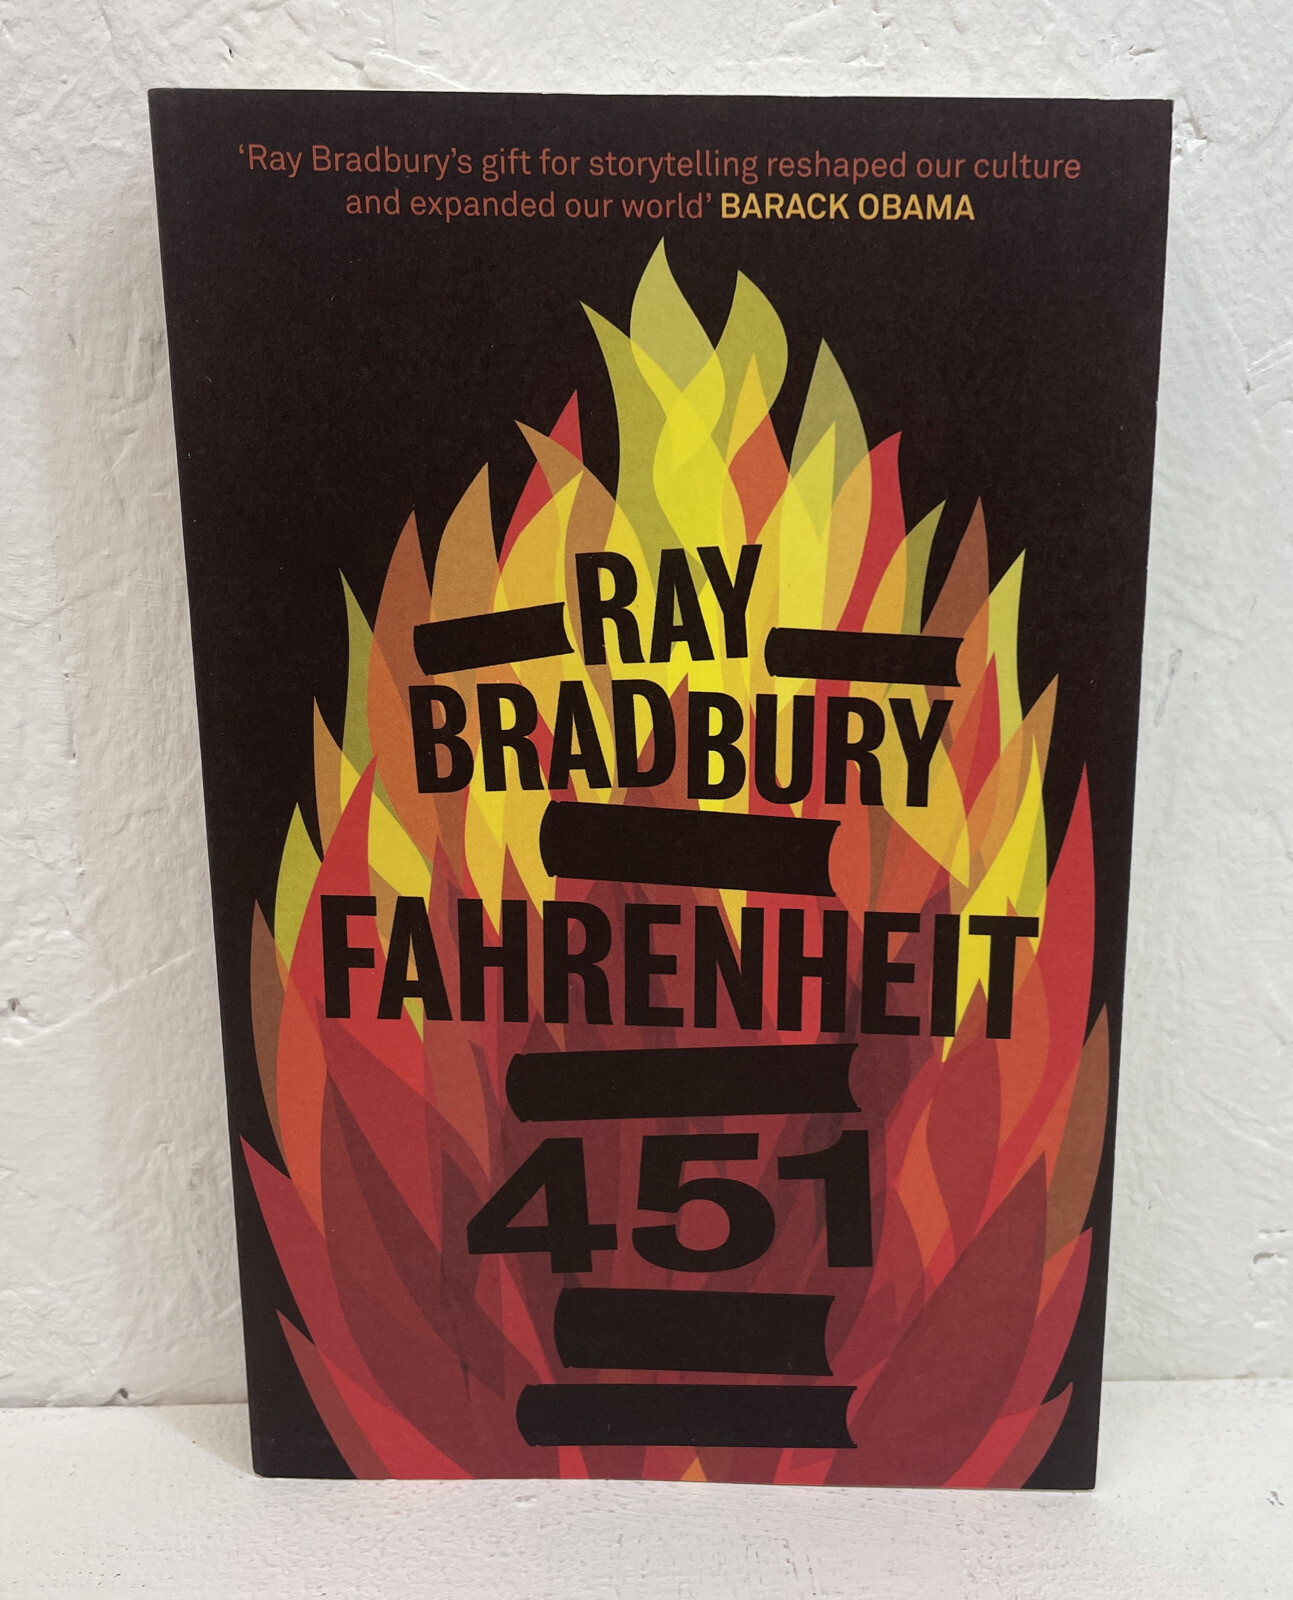 ‘Ray Bradbury’s gift for storytelling reshaped our culture
and expanded our world’ BARACK OBAMA
RAY
BRADBURY
FAHRENHEIT
451